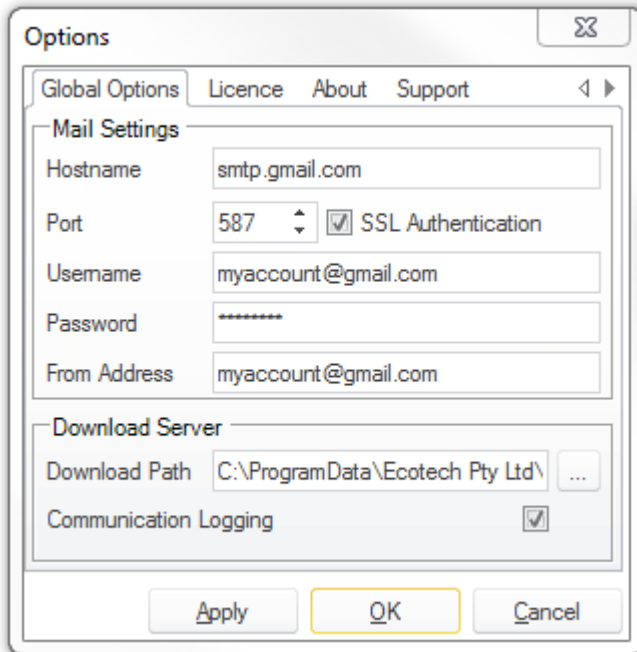 Options
Global Options Licence About Support
Mail Settings
Hostname smtp.gmail.com
Port 587 SSL Authentication
Username myaccount@gmail.com
Password ********
From Address myaccount@gmail.com
Download Server
Download Path C:\ProgramData\Ecotech Pty Ltd\ ...
Communication Logging
Apply OK Cancel